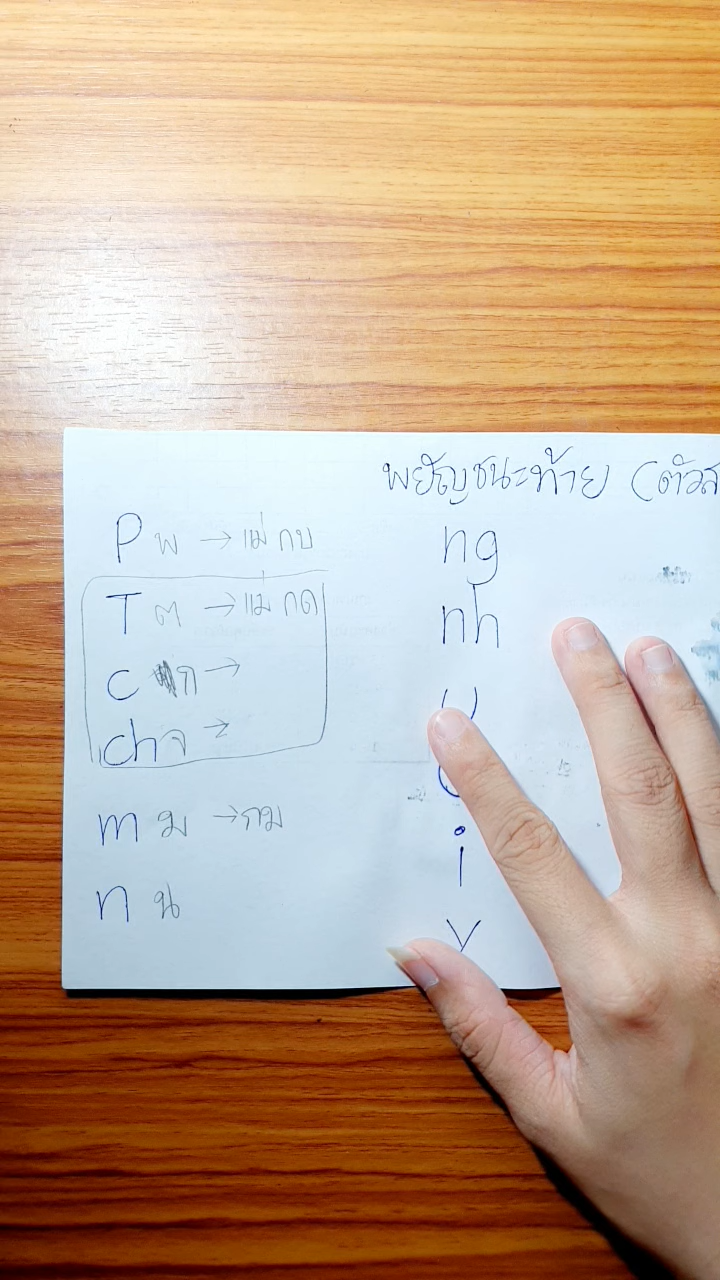 พยัญชนะท้าย (ตัวส
P พ → แม่ กบ
T ต → แม่ กด
c ก →
ch จ →
m ม → กม
n น
ng
nh
i
y